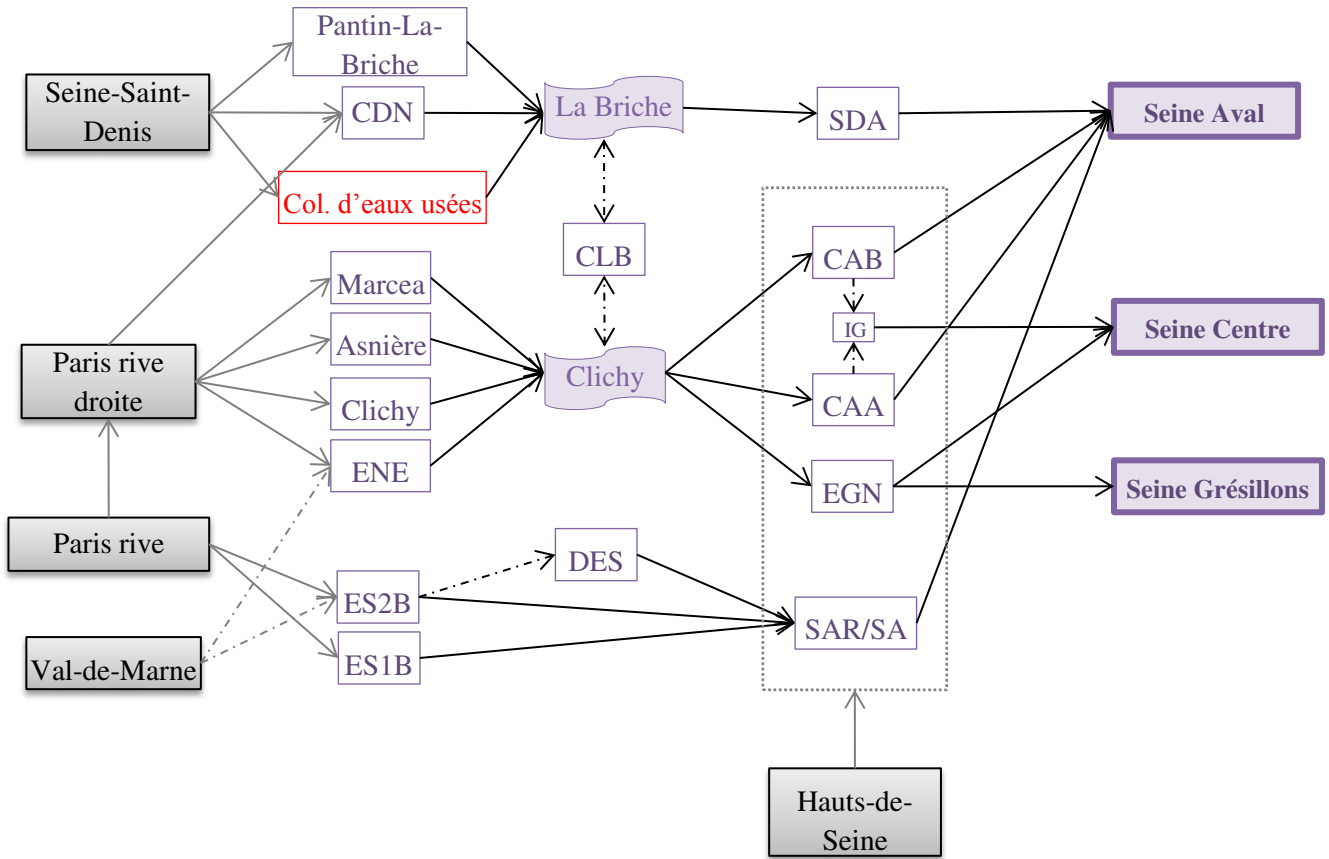 Pantin-La-
Briche
Seine-Saint-
Denis
CDN
La Briche
SDA
Seine Aval
Col. d'eaux usées
CLB
CAB
Marcea
IG
Seine Centre
Asnière
Paris rive
droite
Clichy
Clichy
CAA
ENE
EGN
Seine Grésillons
Paris rive
DES
ES2B
SAR/SA
Val-de-Marne
ES1B
Hauts-de-
Seine